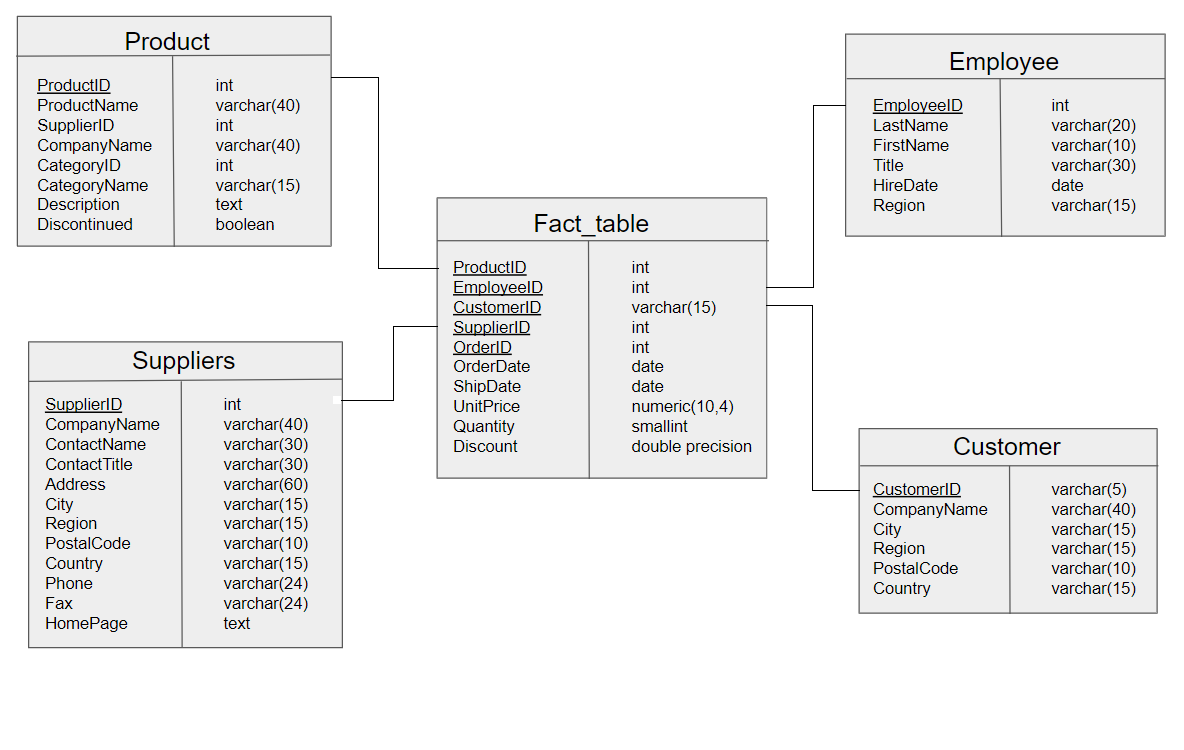 Product
ProductID int
ProductName varchar(40)
SupplierID int
CompanyName varchar(40)
CategoryID int
CategoryName varchar(15)
Description text
Discontinued boolean
Employee
EmployeeID int
LastName varchar(20)
FirstName varchar(10)
Title varchar(30)
HireDate date
Region varchar(15)
Fact_table
ProductID int
EmployeeID int
CustomerID varchar(15)
SupplierID int
OrderID int
OrderDate date
ShipDate date
UnitPrice numeric(10,4)
Quantity smallint
Discount double precision
Suppliers
SupplierID int
CompanyName varchar(40)
ContactName varchar(30)
ContactTitle varchar(30)
Address varchar(60)
City varchar(15)
Region varchar(15)
PostalCode varchar(10)
Country varchar(15)
Phone varchar(24)
Fax varchar(24)
HomePage text
Customer
CustomerID varchar(5)
CompanyName varchar(40)
City varchar(15)
Region varchar(15)
PostalCode varchar(10)
Country varchar(15)